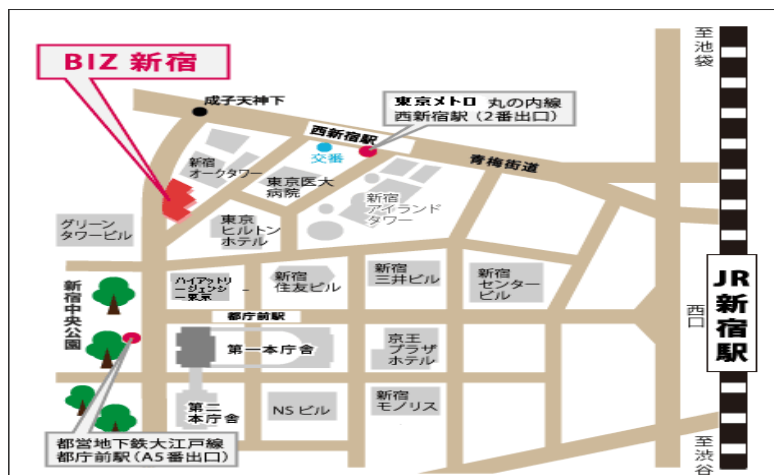 BIZ 新宿
成子天神下
東京メトロ 丸の内線
西新宿駅（2番出口）
西新宿駅
交番
青梅街道
至池袋
新宿
オークタワー
東京医大
病院
新宿
アイランド
タワー
グリーン
タワービル
東京
ヒルトン
ホテル
ハイアットリ
ージェンシ
ー東京
新宿
住友ビル
新宿
三井ビル
新宿
センター
ビル
JR新宿駅
西口
新宿中央公園
都庁前駅
第一本庁舎
京王
プラザ
ホテル
第二
本庁舎
NSビル
新宿
モノリス
都営地下鉄大江戸線
都庁前駅（A5番出口）
至渋谷